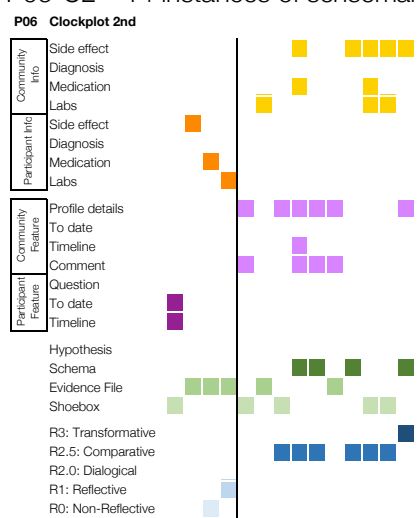 P06 Clockplot 2nd
Community Info
Side effect
Diagnosis
Medication
Labs
Participant Info
Side effect
Diagnosis
Medication
Labs
Community Feature
Profile details
To date
Timeline
Comment
Participant Feature
Question
To date
Timeline
Hypothesis
Schema
Evidence File
Shoebox
R3: Transformative
R2.5: Comparative
R2.0: Dialogical
R1: Reflective
R0: Non-Reflective